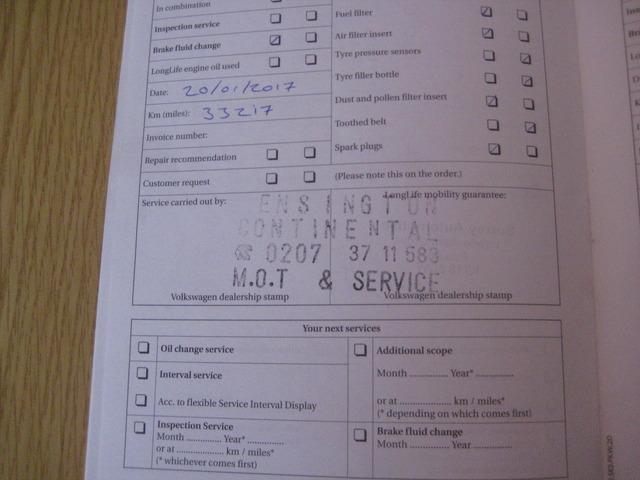 In combination
Inspection service
Brake fluid change
LongLife engine oil used
Date: 20/01/2017
Km (miles): 33217
Invoice number:
Repair recommendation
Customer request
Fuel filter
Air filter insert
Tyre pressure sensors
Tyre filler bottle
Dust and pollen filter insert
Toothed belt
Spark plugs
(Please note this on the order.)
Service carried out by:
LongLife mobility guarantee:
ENSINGTON
CONTINENTAL
☎ 0207 37 11 583
M.O.T & SERVICE
Volkswagen dealership stamp
Volkswagen dealership stamp
Your next services
Oil change service
Interval service
Acc. to flexible Service Interval Display
Inspection Service
Month .............. Year* ..............
or at .................... km / miles*
(* whichever comes first)
Additional scope
Month .............. Year* ..............
or at .................... km / miles*
(* depending on which comes first)
Brake fluid change
Month .............. Year ..............